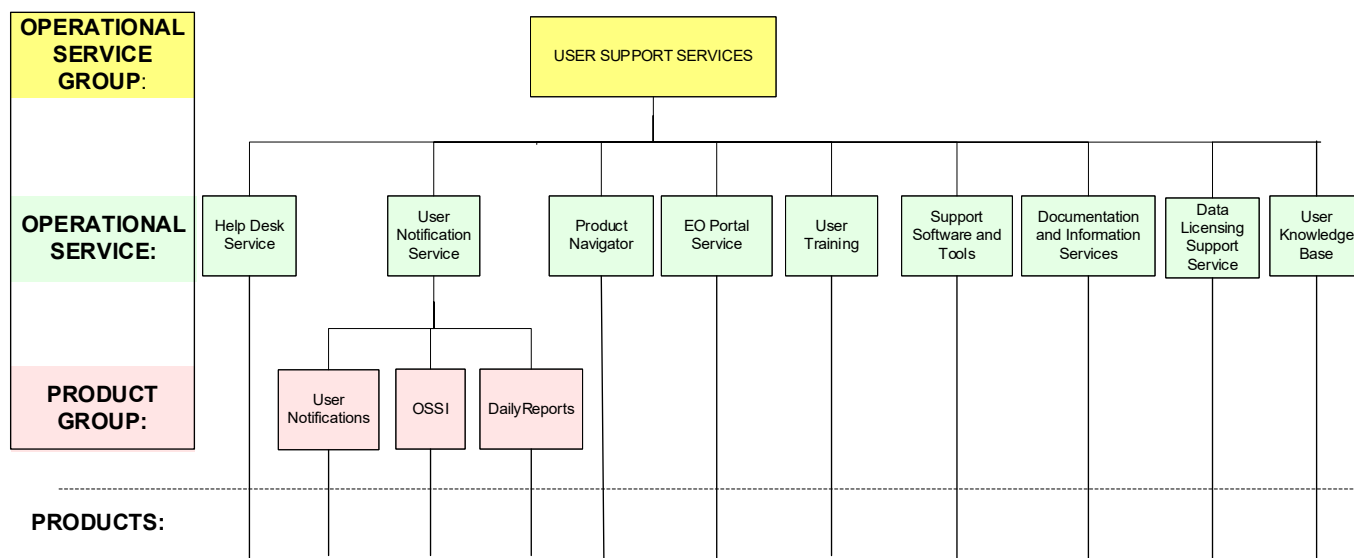 OPERATIONAL
SERVICE
GROUP:
USER SUPPORT SERVICES
OPERATIONAL
SERVICE:
Help Desk
Service
User
Notification
Service
Product
Navigator
EO Portal
Service
User
Training
Support
Software and
Tools
Documentation
and Information
Services
Data
Licensing
Support
Service
User
Knowledge
Base
PRODUCT
GROUP:
User
Notifications
OSSI
DailyReports
PRODUCTS: